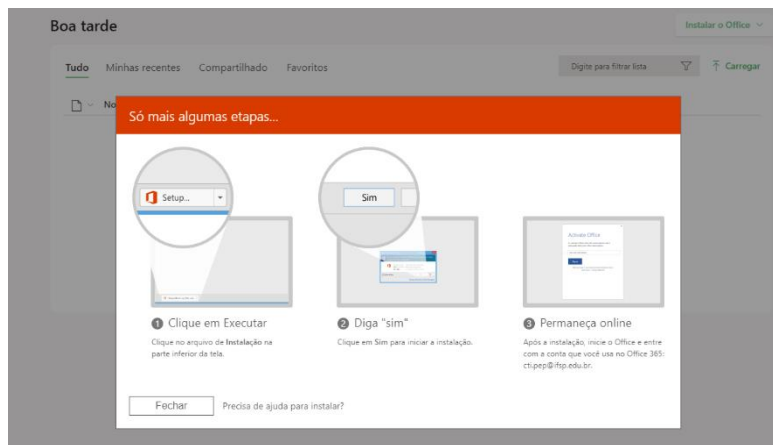 Boa tarde
Instalar o Office
Tudo Minhas recentes Compartilhado Favoritos
Digite para filtrar lista
Carregar
No
Só mais algumas etapas...
Setup...
Sim
Activate Office
1 Clique em Executar
Clique no arquivo de Instalação na
parte inferior da tela.
2 Diga "sim"
Clique em Sim para iniciar a instalação.
3 Permaneça online
Após a instalação, inicie o Office e entre
com a conta que você usa no Office 365:
cti.pep@ifsp.edu.br.
Fechar
Precisa de ajuda para instalar?